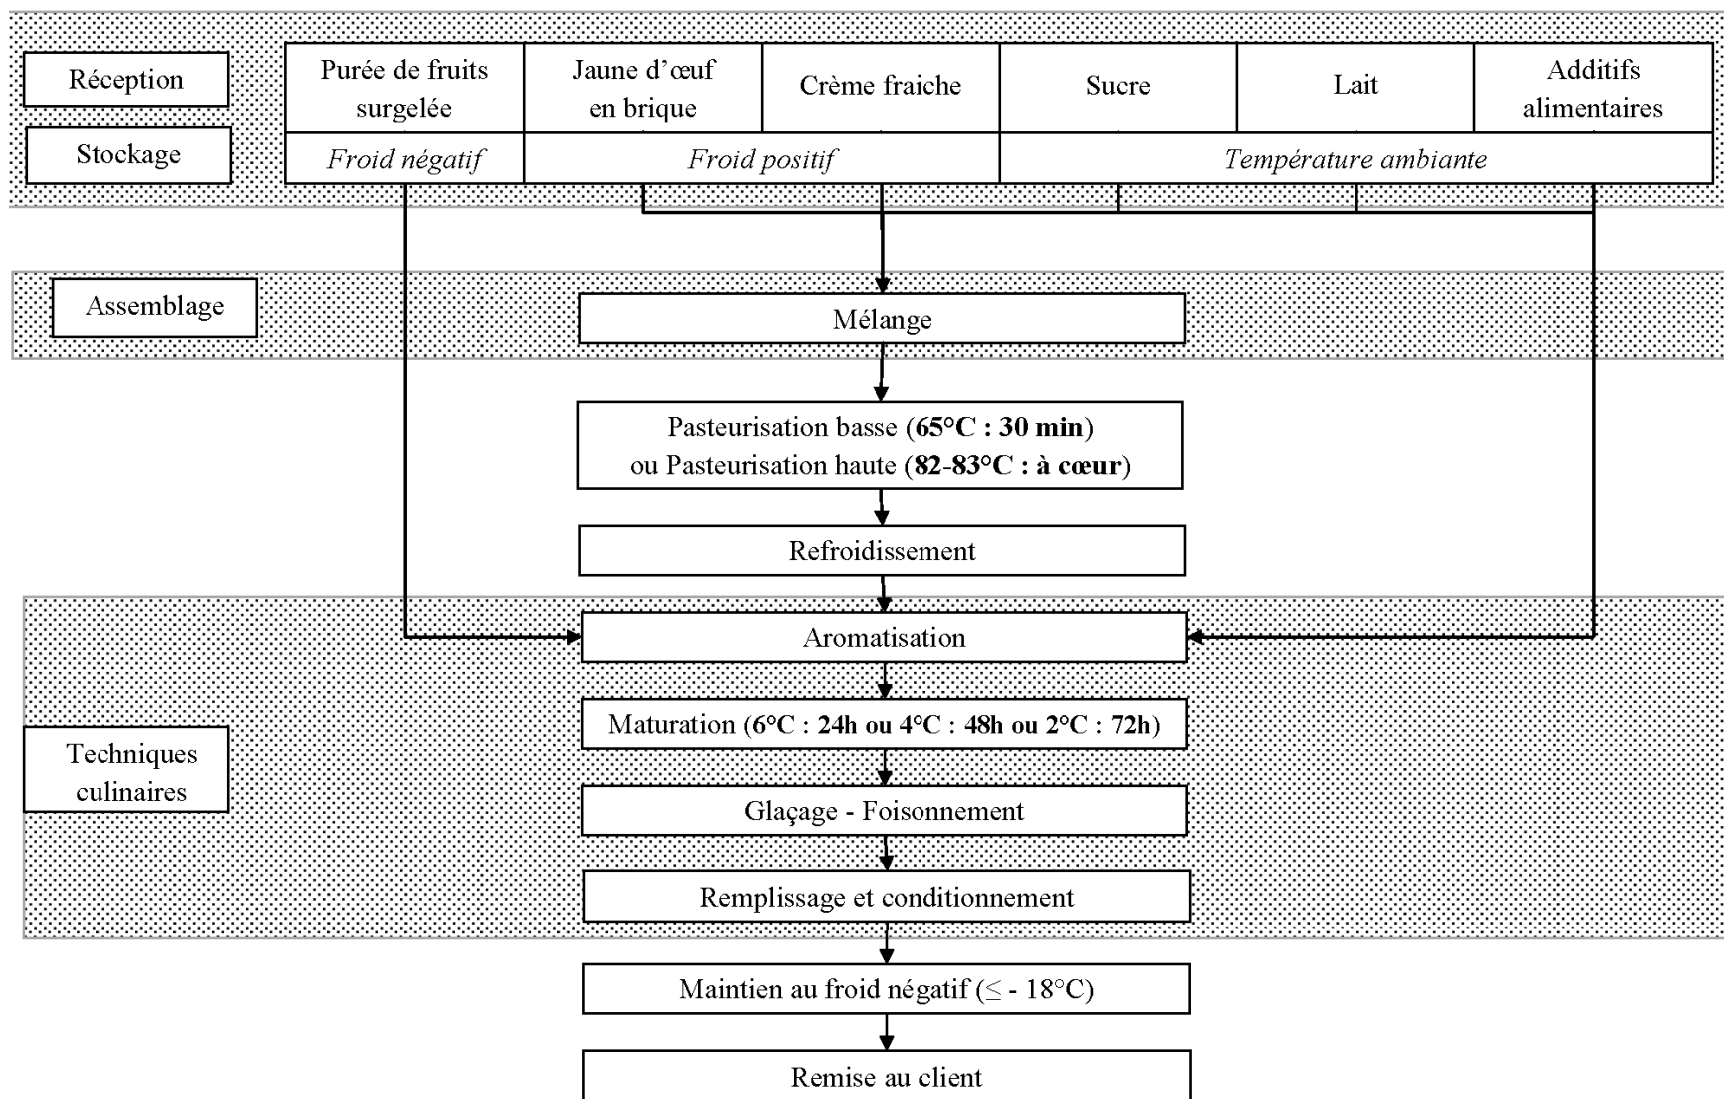 Réception
Purée de fruits
surgelée
Jaune d'œuf
en brique
Crème fraiche
Sucre
Lait
Additifs
alimentaires
Stockage
Froid négatif
Froid positif
Température ambiante
Assemblage
Mélange
Pasteurisation basse (65°C : 30 min)
ou Pasteurisation haute (82-83°C : à cœur)
Refroidissement
Aromatisation
Maturation (6°C : 24h ou 4°C : 48h ou 2°C : 72h)
Techniques
culinaires
Glaçage - Foisonnement
Remplissage et conditionnement
Maintien au froid négatif (≤ - 18°C)
Remise au client